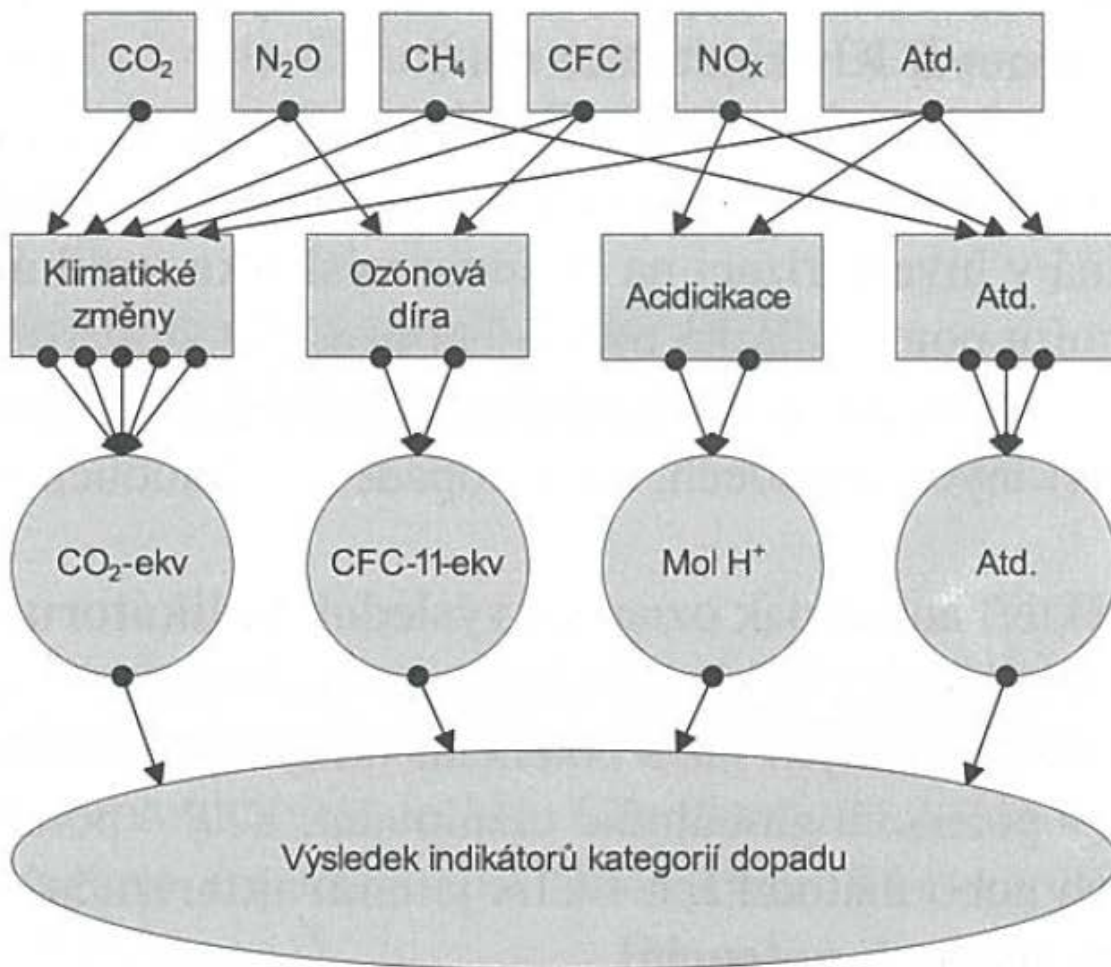 CO₂ N₂O CH₄ CFC NOₓ Atd.
Klimatické
změny
Ozónová
díra
Acidicikace
Atd.
CO₂-ekv CFC-11-ekv Mol H⁺ Atd.
Výsledek indikátorů kategorií dopadu